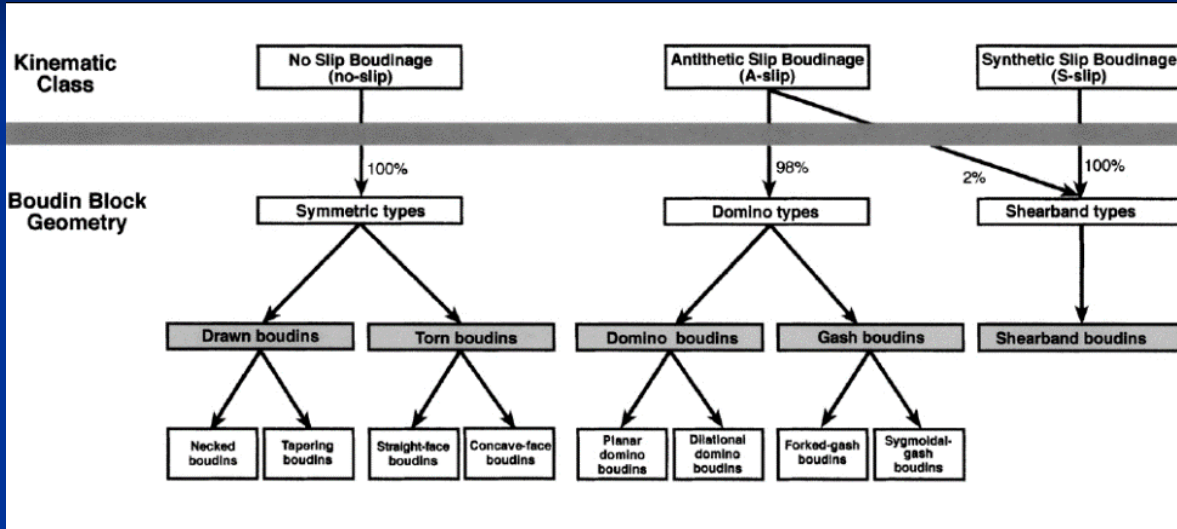 Kinematic
Class
No Slip Boudinage
(no-slip)
Antithetic Slip Boudinage
(A-slip)
Synthetic Slip Boudinage
(S-slip)
100%
98%
2%
100%
Boudin Block
Geometry
Symmetric types
Domino types
Shearband types
Drawn boudins
Torn boudins
Domino boudins
Gash boudins
Shearband boudins
Necked
boudins
Tapering
boudins
Straight-face
boudins
Concave-face
boudins
Planar
domino
boudins
Dilational
domino
boudins
Forked-gash
boudins
Sygmoidal-
gash
boudins